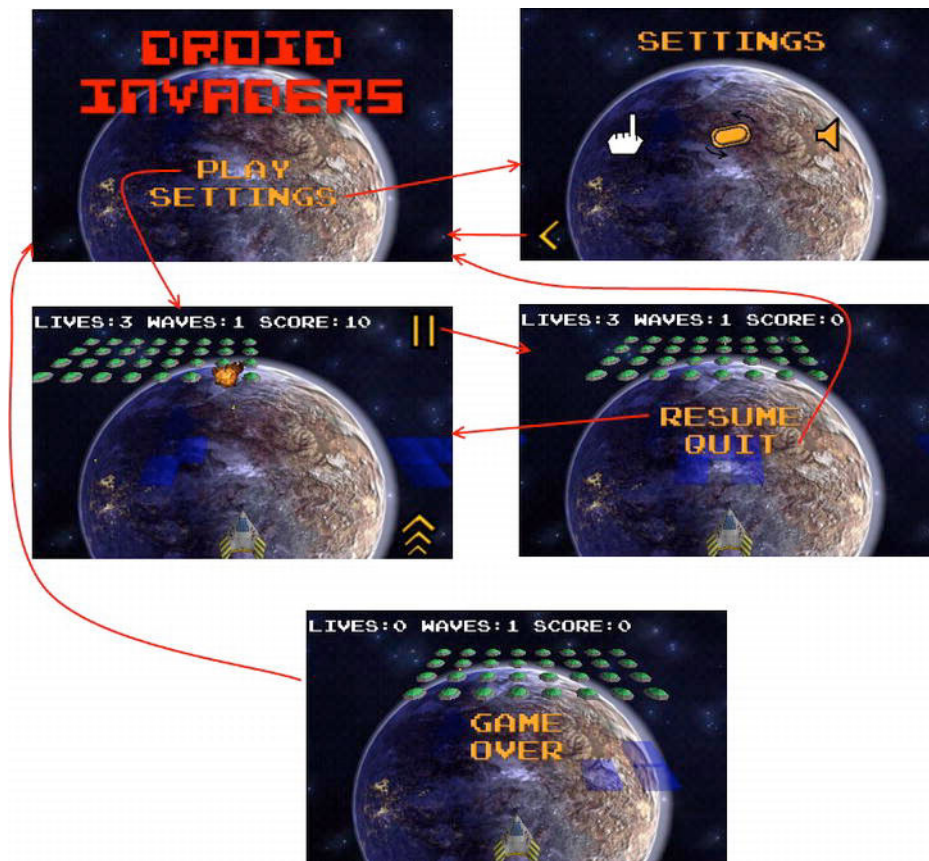 DROID
INVADERS
PLAY
SETTINGS
SETTINGS
LIVES:3 WAVES:1 SCORE:10
LIVES:3 WAVES:1 SCORE:0
RESUME
QUIT
LIVES:0 WAVES:1 SCORE:0
GAME
OVER